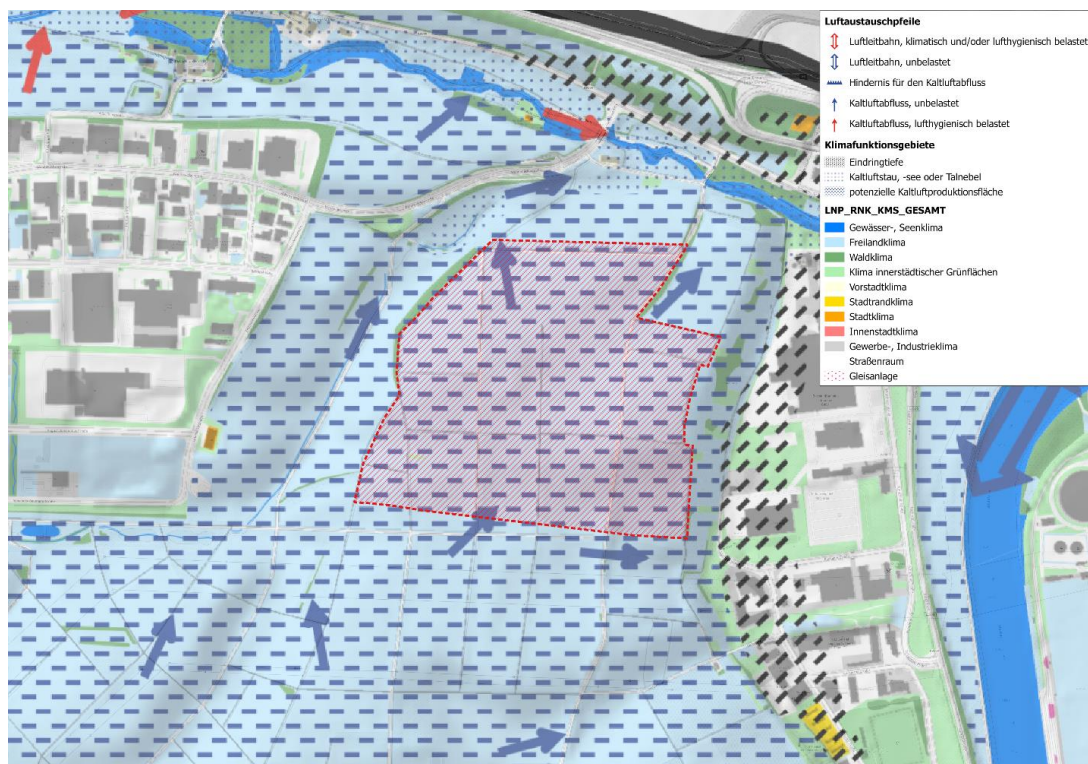 Luftaustauschpfeile
Luftleitbahn, klimatisch und/oder lufthygienisch belastet
Luftleitbahn, unbelastet
Hindernis für den Kaltluftabfluss
Kaltluftabfluss, unbelastet
Kaltluftabfluss, lufthygienisch belastet
Klimafunktionsgebiete
Eindringtiefe
Kaltluftstau, -see oder Talnebel
potenzielle Kaltluftproduktionsfläche
LNP_RNK_KMS_GESAMT
Gewässer-, Seenklima
Freilandklima
Waldklima
Klima innerstädtischer Grünflächen
Vorstadtklima
Stadtrandklima
Stadtklima
Innenstadtklima
Gewerbe-, Industrieklima
Straßenraum
Gleisanlage